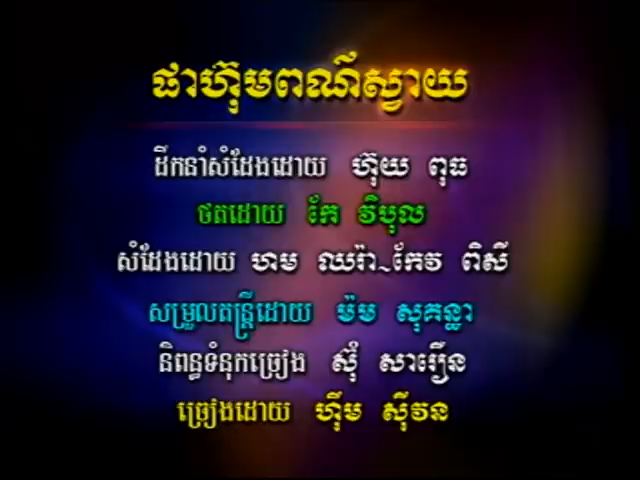 ផាហ៊ុមពណ៌ស្វាយ
ដឹកនាំសំដែងដោយ ហ៊ុយ ពុធ
ថតដោយ កែ វិបុល
សំដែងដោយ ហម ឈរ៉ា~កែវ ពិសី
សម្រួលតន្ត្រីដោយ ម៉ម សុគន្ឋា
និពន្ធទំនុកច្រៀង ស៊ុំ សារឿន
ច្រៀងដោយ ហ៊ឹម ស៊ីវន